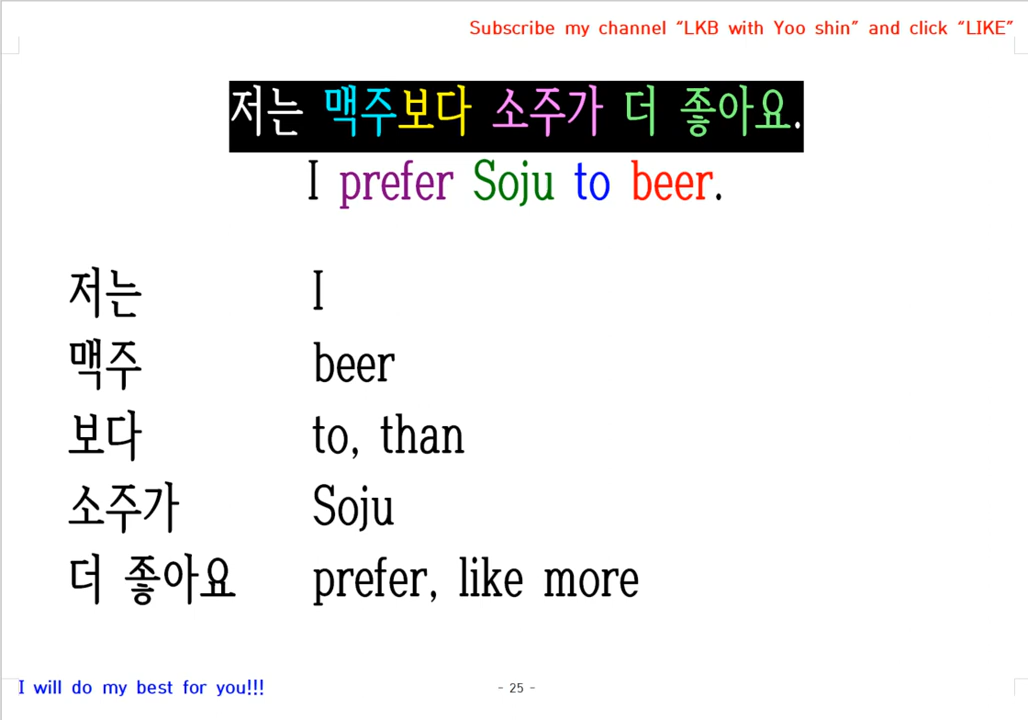 Subscribe my channel “LKB with Yoo shin” and click “LIKE”
저는 맥주보다 소주가 더 좋아요.
I prefer Soju to beer.
저는 I
맥주 beer
보다 to, than
소주가 Soju
더 좋아요 prefer, like more
I will do my best for you!!!
- 25 -